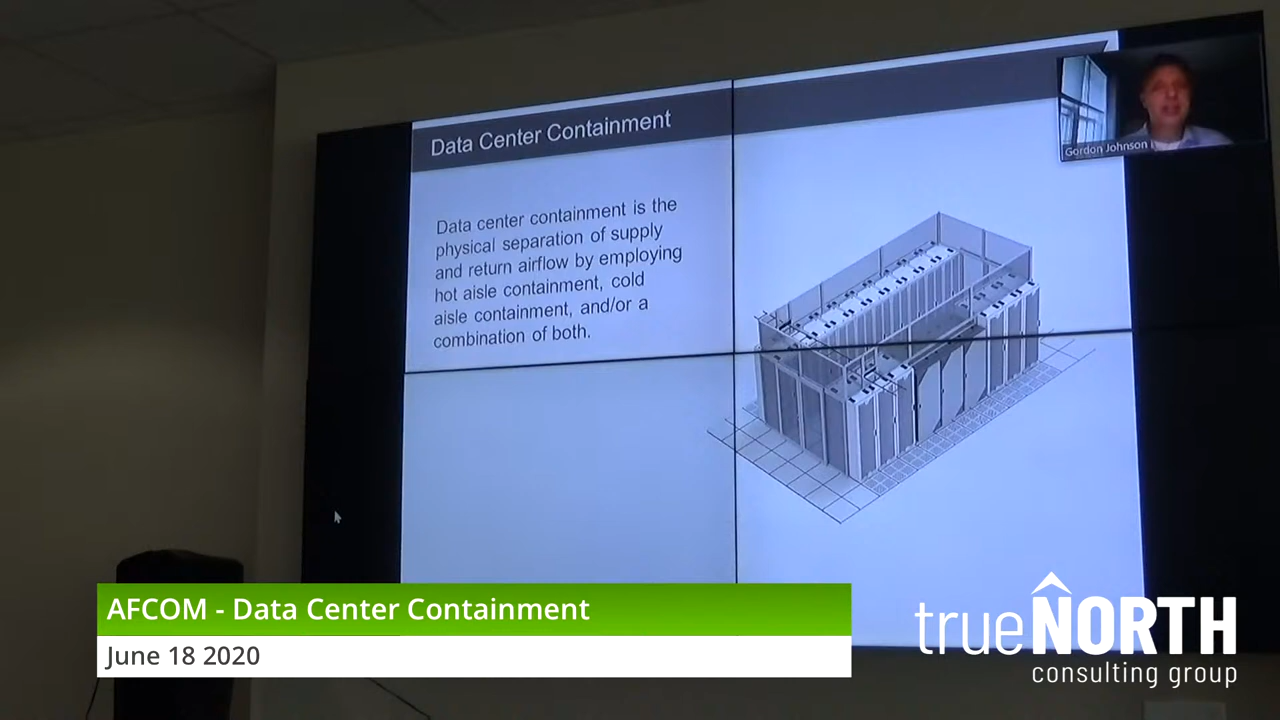 Data Center Containment
Gordon Johnson
Data center containment is the
physical separation of supply
and return airflow by employing
hot aisle containment, cold
aisle containment, and/or a
combination of both.
AFCOM - Data Center Containment
June 18 2020
trueNORTH
consulting group